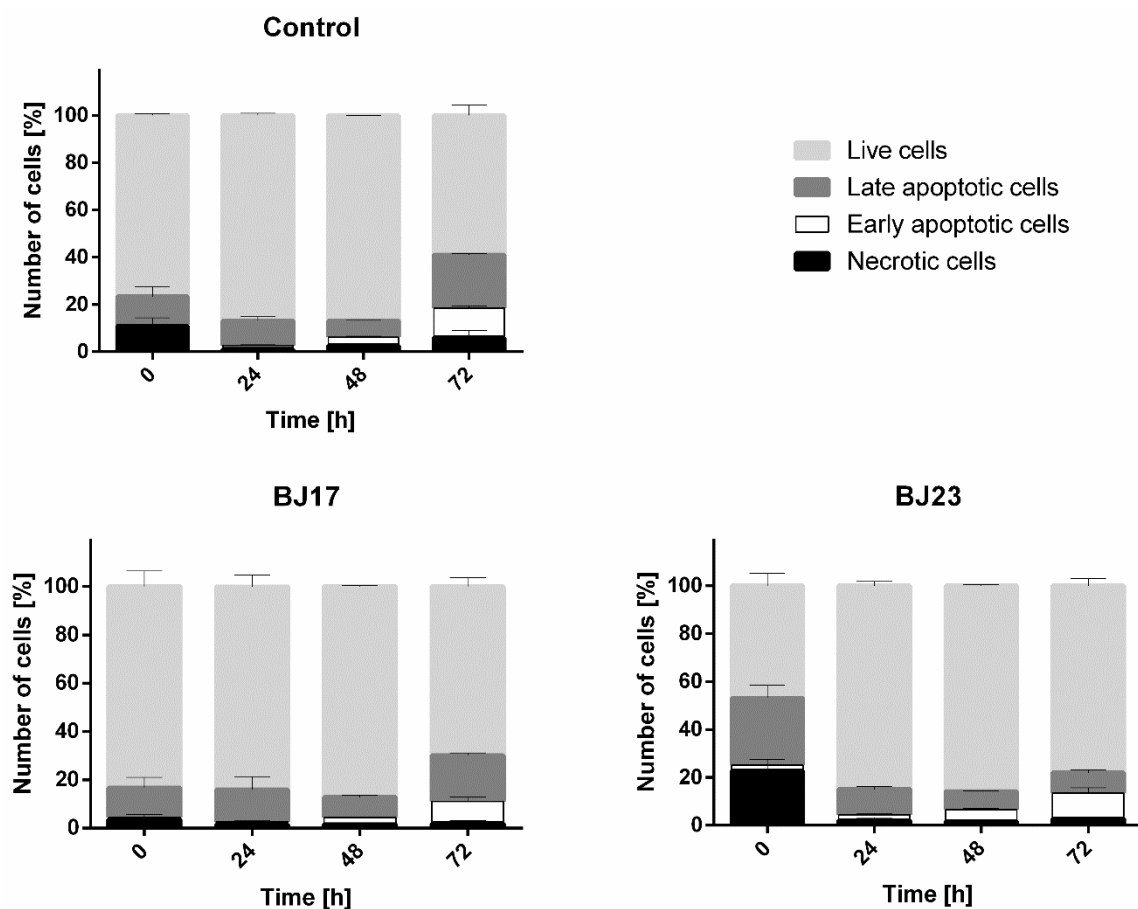 Control
Number of cells [%]
100
80
60
40
20
0
0
24
48
72
Time [h]
Live cells
Late apoptotic cells
Early apoptotic cells
Necrotic cells
BJ17
Number of cells [%]
100
80
60
40
20
0
0
24
48
72
Time [h]
BJ23
Number of cells [%]
100
80
60
40
20
0
0
24
48
72
Time [h]